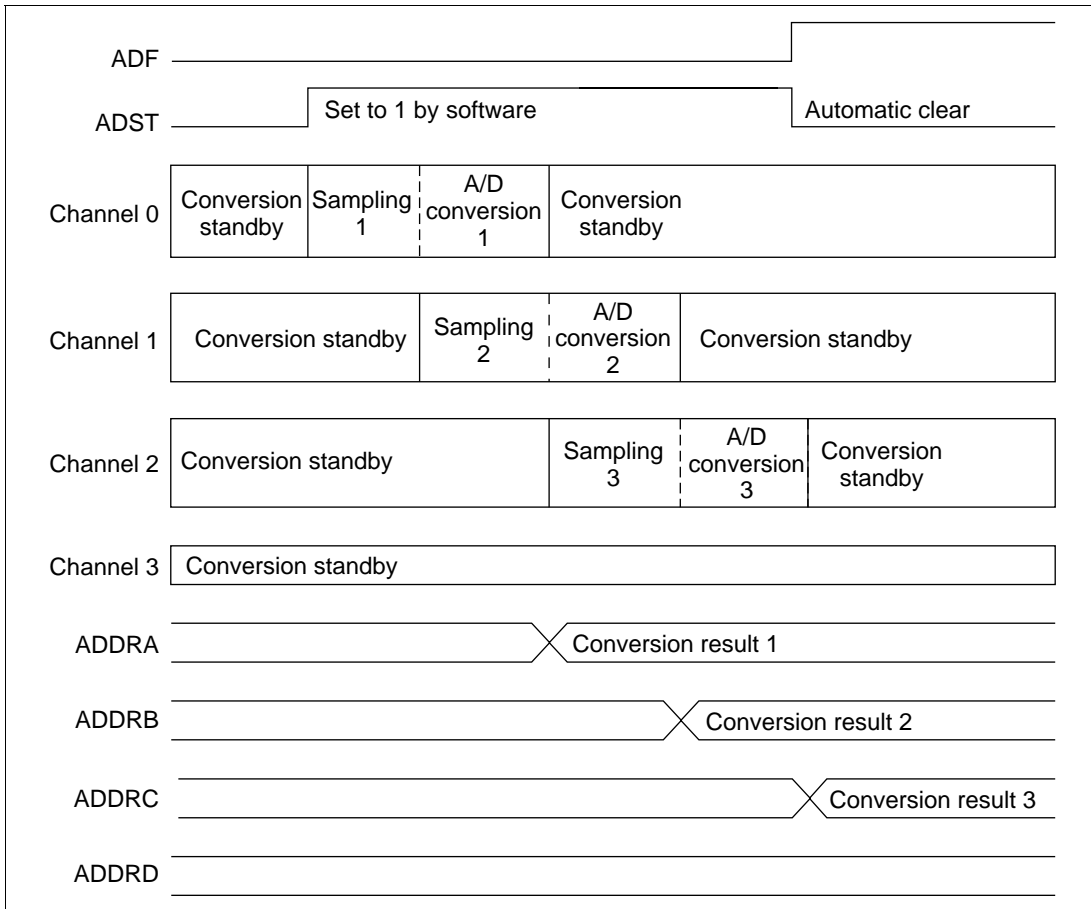 ADF
ADST
Set to 1 by software
Automatic clear
Channel 0
Conversion
standby
Sampling
1
A/D
conversion
1
Conversion
standby
Channel 1
Conversion standby
Sampling
2
A/D
conversion
2
Conversion standby
Channel 2
Conversion standby
Sampling
3
A/D
conversion
3
Conversion
standby
Channel 3
Conversion standby
ADDRA
Conversion result 1
ADDRB
Conversion result 2
ADDRC
Conversion result 3
ADDRD